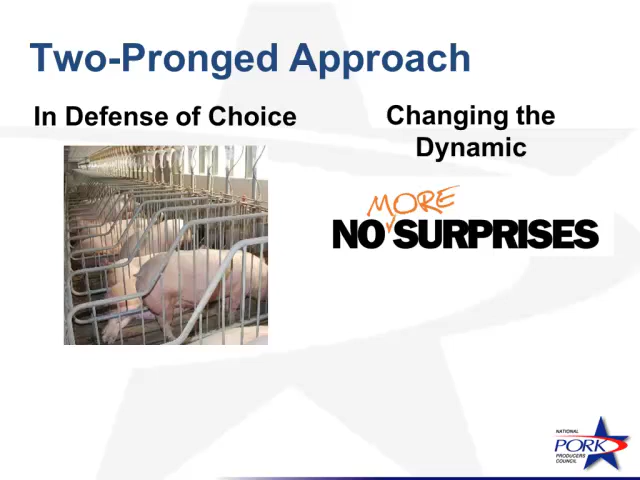 Two-Pronged Approach
In Defense of Choice
Changing the
Dynamic
MORE
NO SURPRISES
NATIONAL
PORK
PRODUCERS
COUNCIL